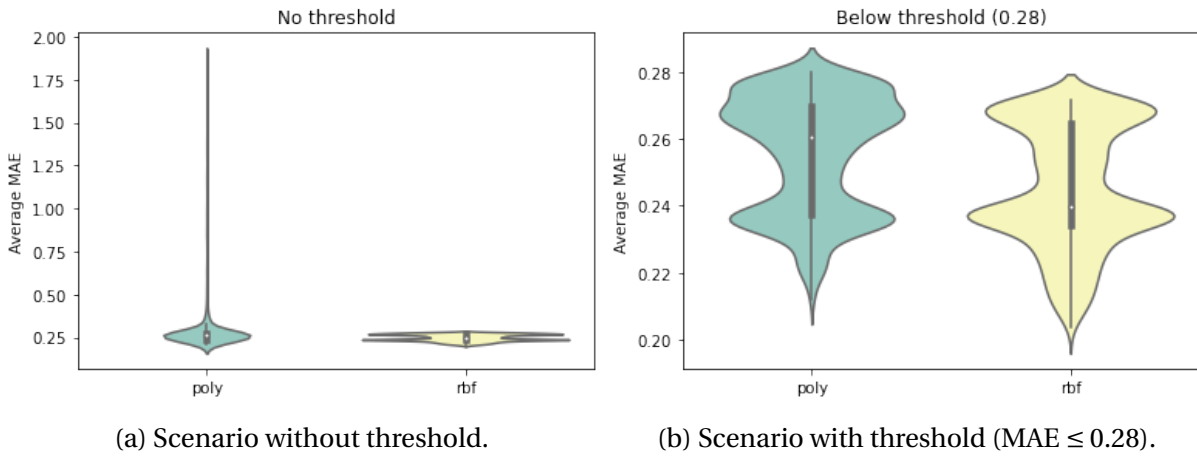 No threshold
Average MAE
2.00
1.75
1.50
1.25
1.00
0.75
0.50
0.25
poly rbf
(a) Scenario without threshold.
Below threshold (0.28)
Average MAE
0.28
0.26
0.24
0.22
0.20
poly rbf
(b) Scenario with threshold (MAE ≤ 0.28).